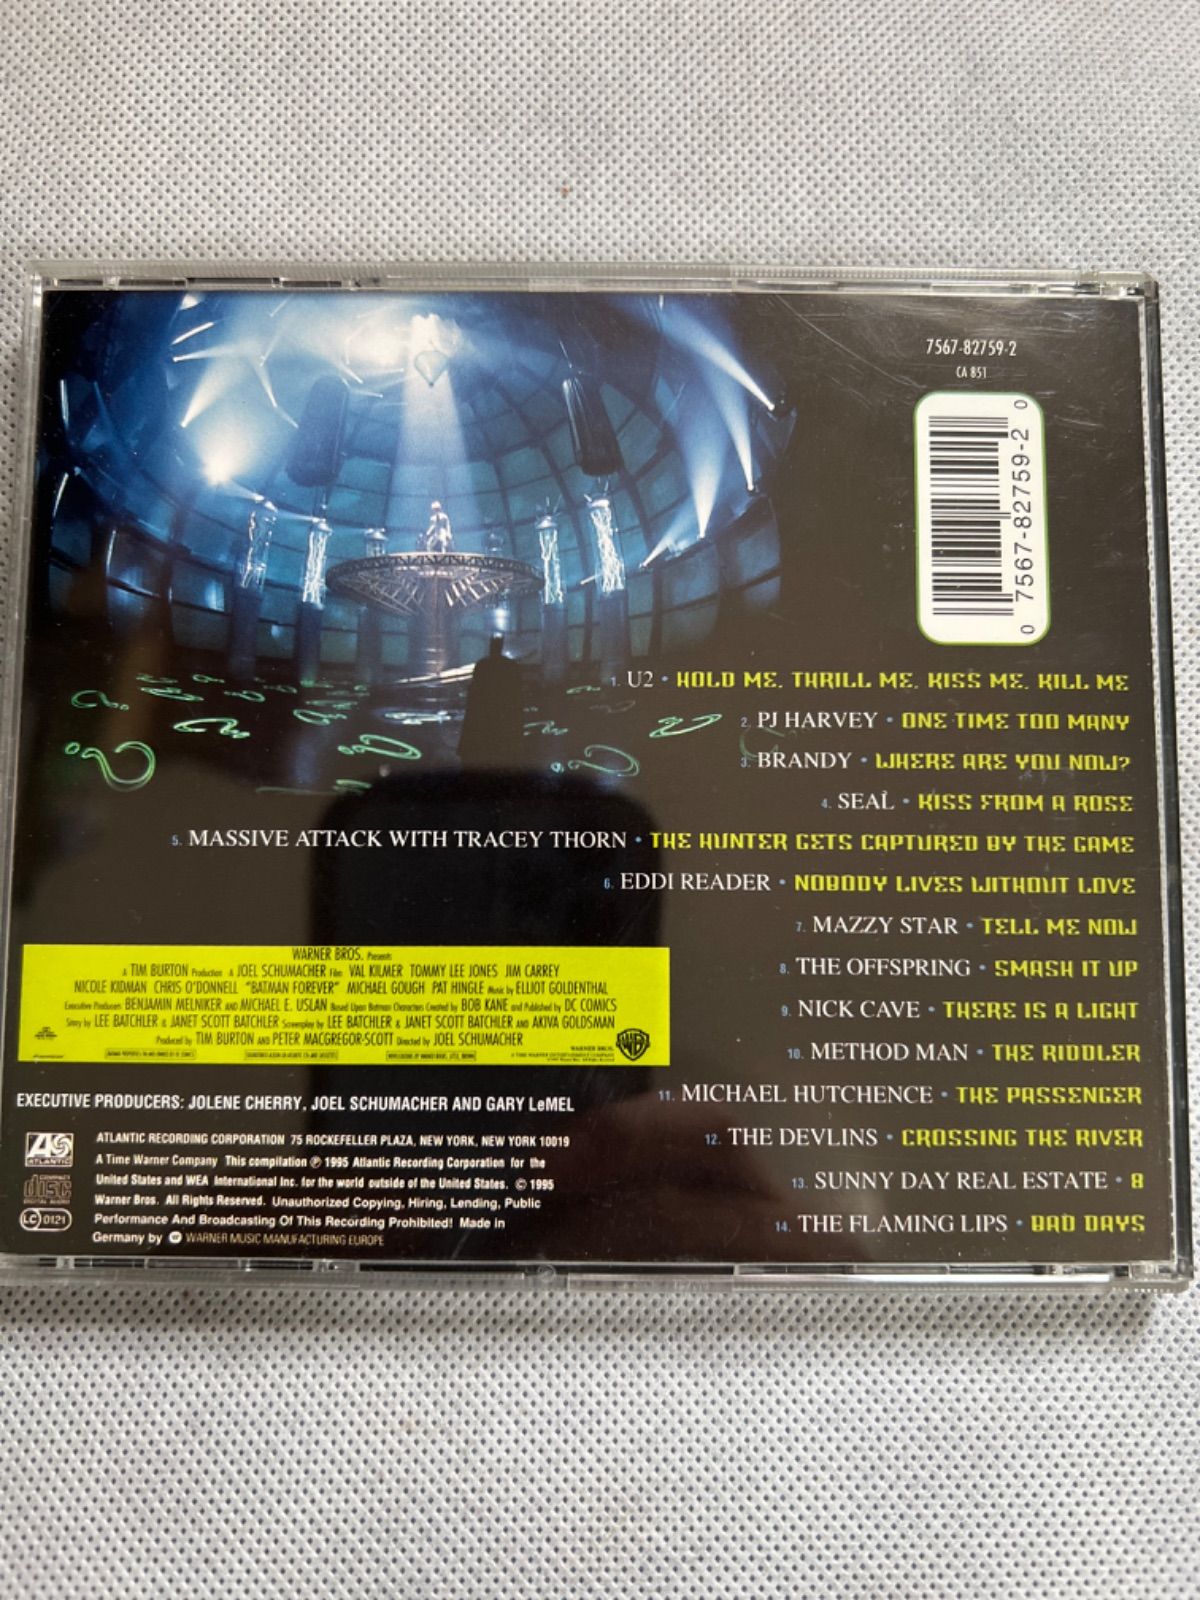 7567-82759-2
CA 851
0 7567-82759-2 0
1. U2 • HOLD ME, THRILL ME, KISS ME, KILL ME
2. PJ HARVEY • ONE TIME TOO MANY
3. BRANDY • WHERE ARE YOU NOW?
4. SEAL • KISS FROM A ROSE
5. MASSIVE ATTACK WITH TRACEY THORN • THE HUNTER GETS CAPTURED BY THE GAME
6. EDDI READER • NOBODY LIVES WITHOUT LOVE
7. MAZZY STAR • TELL ME NOW
8. THE OFFSPRING • SMASH IT UP
9. NICK CAVE • THERE IS A LIGHT
10. METHOD MAN • THE RIDDLER
11. MICHAEL HUTCHENCE • THE PASSENGER
12. THE DEVLINS • CROSSING THE RIVER
13. SUNNY DAY REAL ESTATE • 8
14. THE FLAMING LIPS • BAD DAYS
WARNER BROS. Presents
A TIM BURTON Production A JOEL SCHUMACHER Film VAL KILMER TOMMY LEE JONES JIM CARREY
NICOLE KIDMAN CHRIS O'DONNELL "BATMAN FOREVER" MICHAEL GOUGH PAT HINGLE Music by ELLIOT GOLDENTHAL
Executive Producers BENJAMIN MELNIKER AND MICHAEL E. USLAN Based Upon Batman Characters Created by BOB KANE and Published by DC COMICS
Story by LEE BATCHLER & JANET SCOTT BATCHLER Screenplay by LEE BATCHLER & JANET SCOTT BATCHLER AND AKIVA GOLDSMAN
Produced by TIM BURTON AND PETER MACGREGOR-SCOTT Directed by JOEL SCHUMACHER
WARNER BROS.
A TIME WARNER ENTERTAINMENT COMPANY
WB
EXECUTIVE PRODUCERS: JOLENE CHERRY, JOEL SCHUMACHER AND GARY LeMEL
ATLANTIC
COMPACT
disc
DIGITAL AUDIO
LC 0121
ATLANTIC RECORDING CORPORATION 75 ROCKEFELLER PLAZA, NEW YORK, NEW YORK 10019
A Time Warner Company This compilation ℗ 1995 Atlantic Recording Corporation for the
United States and WEA International Inc. for the world outside of the United States. © 1995
Warner Bros. All Rights Reserved. Unauthorized Copying, Hiring, Lending, Public
Performance And Broadcasting Of This Recording Prohibited! Made in
Germany by WARNER MUSIC MANUFACTURING EUROPE